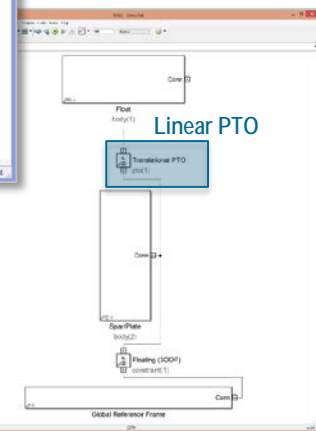 Conn
Float
body(1)
Linear PTO
Translational PTO
pto(1)
Conn
Spar/Plate
body(2)
Floating (3DOF)
constraint(1)
Conn
Global Reference Frame